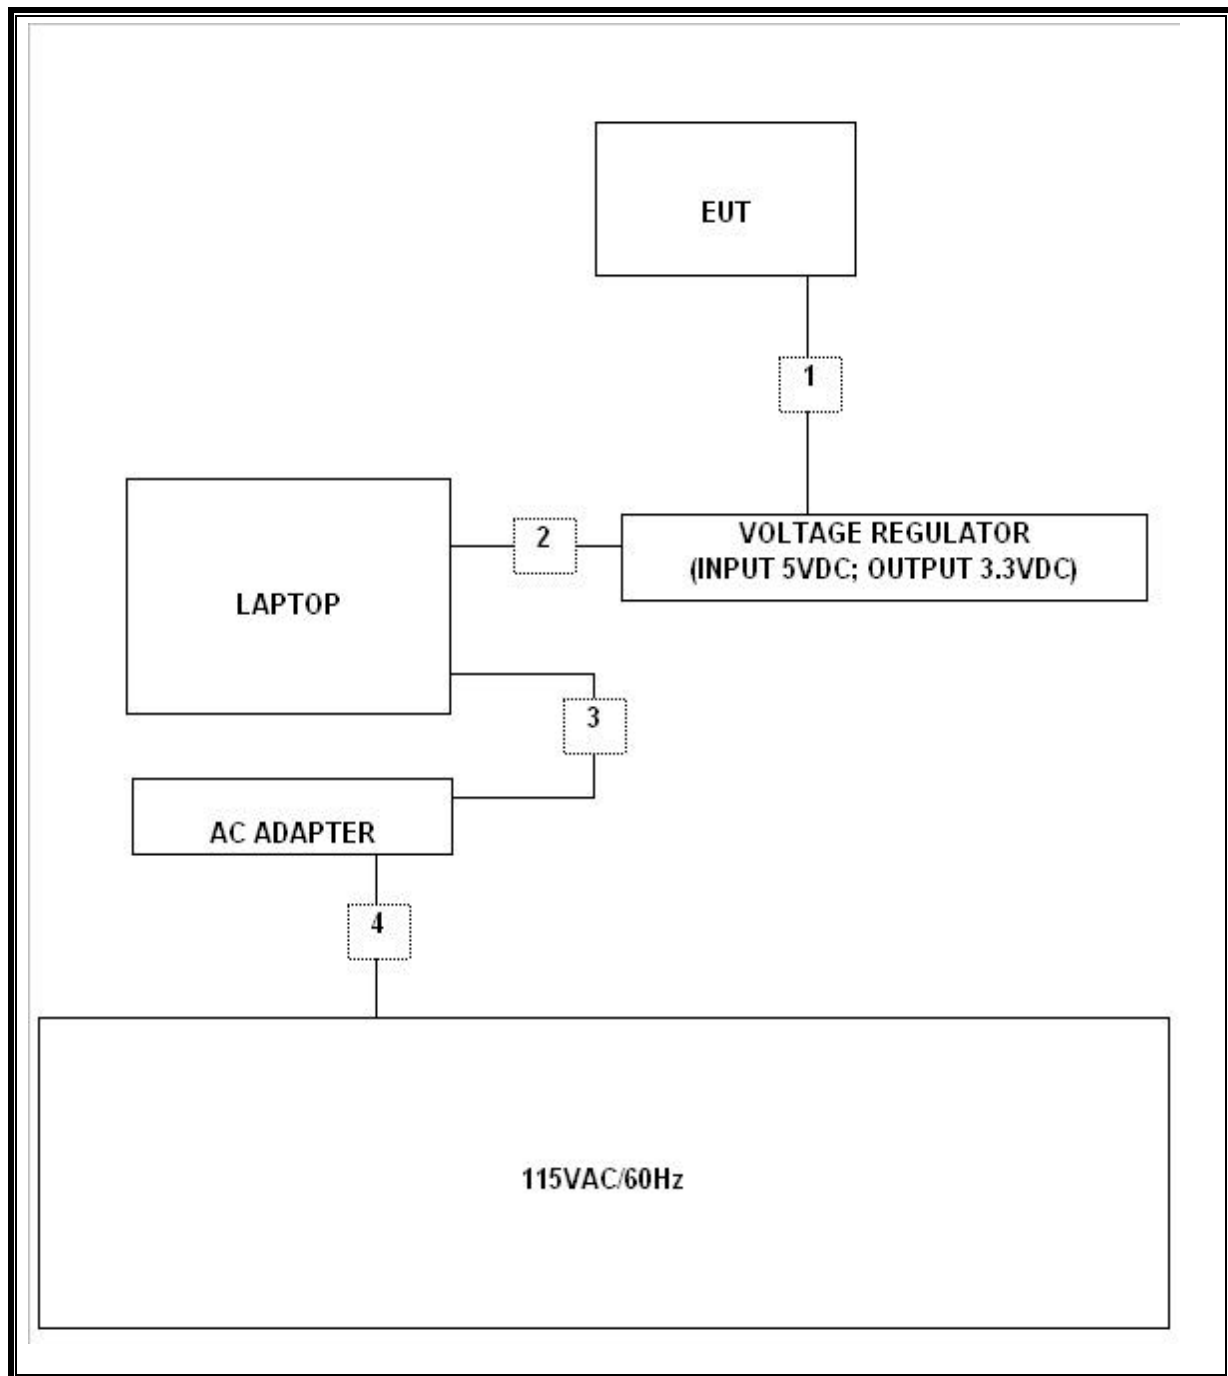 EUT
1
2
VOLTAGE REGULATOR
(INPUT 5VDC; OUTPUT 3.3VDC)
LAPTOP
3
AC ADAPTER
4
115VAC/60Hz